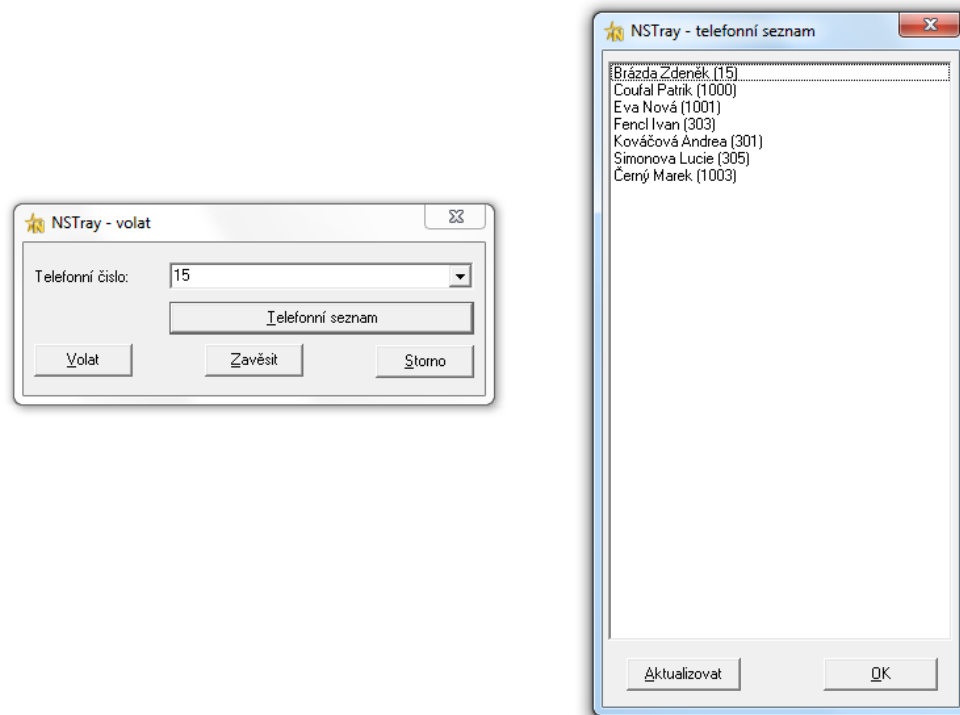 NSTray - volat
Telefonní čislo:
15
Telefonní seznam
Volat
Zavěsit
Storno
NSTray - telefonní seznam
Brázda Zdeněk (15)
Coufal Patrik (1000)
Eva Nová (1001)
Fencl Ivan (303)
Kováčová Andrea (301)
Simonova Lucie (305)
Černý Marek (1003)
Aktualizovat
OK